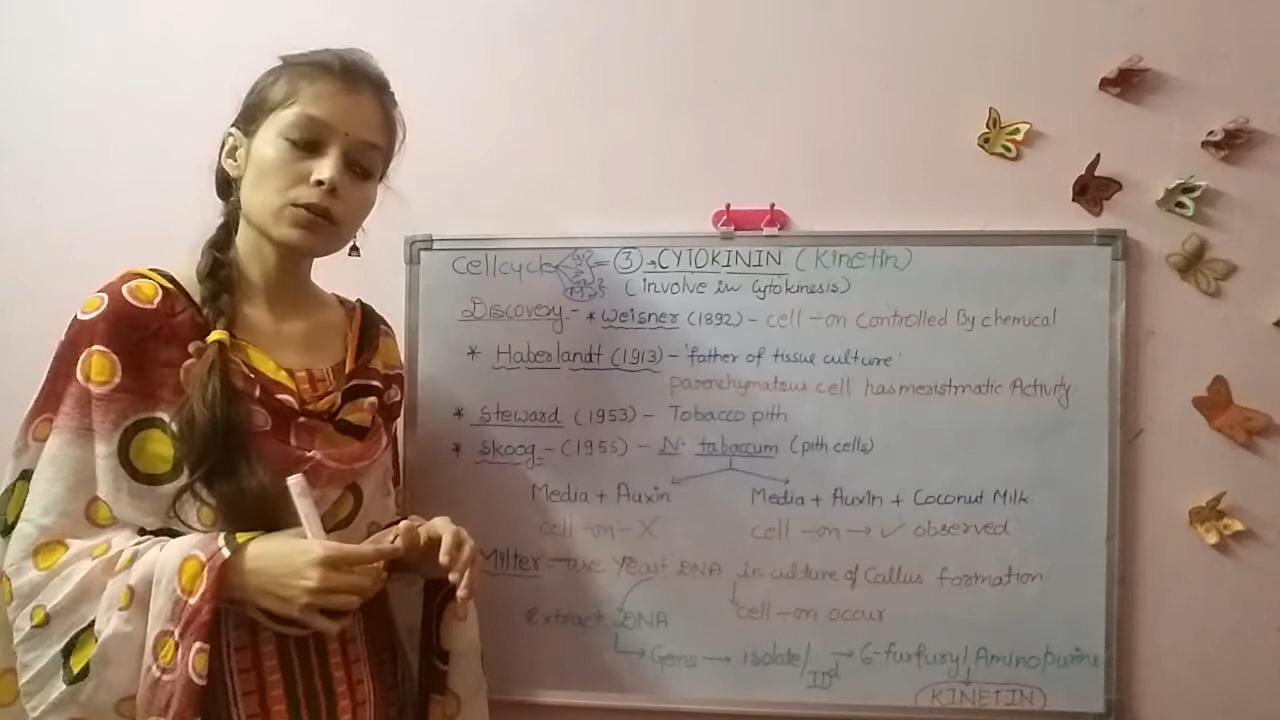 Cellcycle G1 S G2 M = ③→CYTOKININ (Kinetin)
(involve in Cytokinesis)
Discovery - * Weisner (1892) - cell -on controlled By chemical
* Haberlandt (1913) - 'father of tissue culture'
parenchymatous cell has meristmatic Activity
* Steward (1953) - Tobacco pith
* Skoog - (1955) - N. tabaccum (pith cells)
Media + Auxin Media + Auxin + Coconut Milk
cell -on - X cell -on → ✓ observed
Milter - use Yeast DNA in culture of Callus formation
Extract DNA cell -on occur
Gene → Isolate/IDd → 6-furfuryl Aminopurine
KINETIN